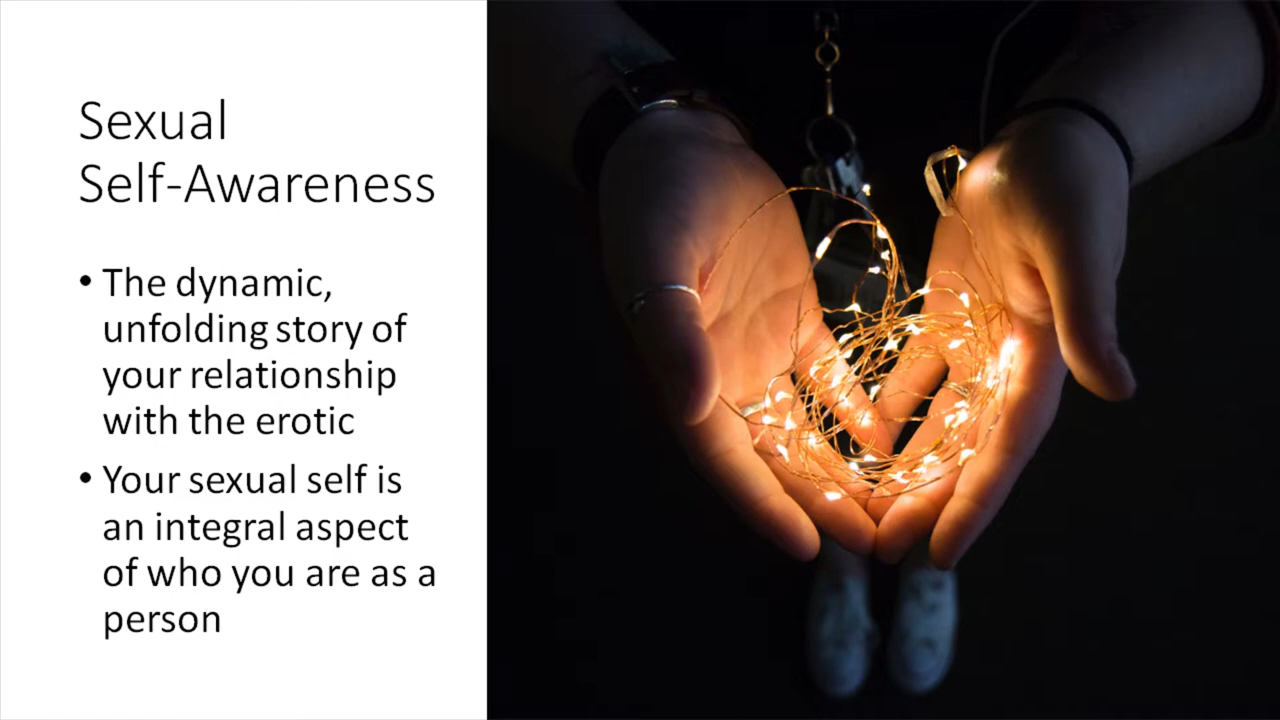 Sexual
Self-Awareness
• The dynamic,
unfolding story of
your relationship
with the erotic
• Your sexual self is
an integral aspect
of who you are as a
person